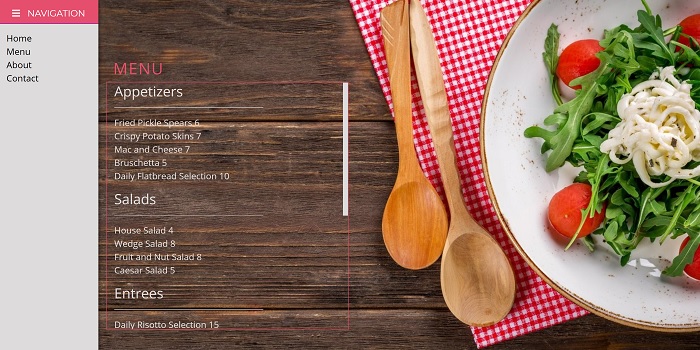 NAVIGATION
Home
Menu
About
Contact
MENU
Appetizers
Fried Pickle Spears 6
Crispy Potato Skins 7
Mac and Cheese 7
Bruschetta 5
Daily Flatbread Selection 10
Salads
House Salad 4
Wedge Salad 8
Fruit and Nut Salad 8
Caesar Salad 5
Entrees
Daily Risotto Selection 15